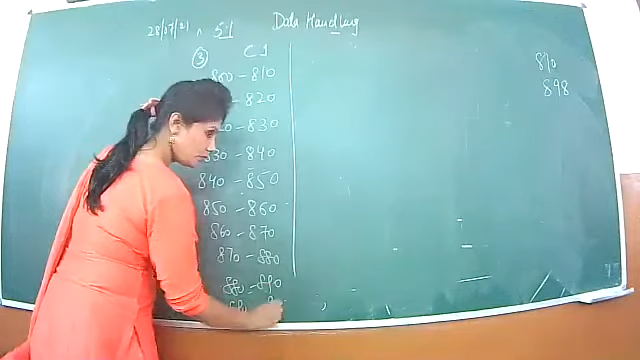 28/07/21 Data Handling
③ C I
800 - 810
820
830
830 - 840
840 - 850
850 - 860
860 - 870
870 - 880
880 - 890
810
898